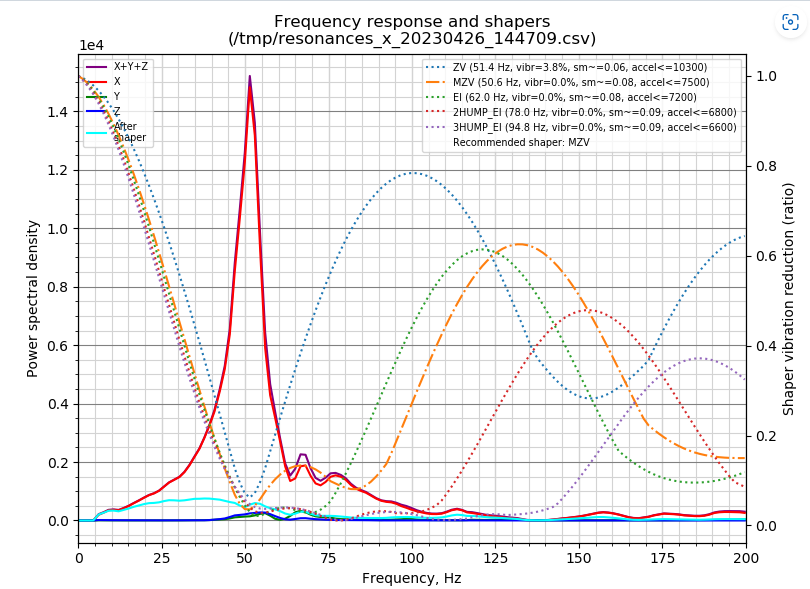 Frequency response and shapers
(/tmp/resonances_x_20230426_144709.csv)
1e4
X+Y+Z
X
Y
Z
After
shaper
ZV (51.4 Hz, vibr=3.8%, sm~=0.06, accel<=10300)
MZV (50.6 Hz, vibr=0.0%, sm~=0.08, accel<=7500)
EI (62.0 Hz, vibr=0.0%, sm~=0.08, accel<=7200)
2HUMP_EI (78.0 Hz, vibr=0.0%, sm~=0.09, accel<=6800)
3HUMP_EI (94.8 Hz, vibr=0.0%, sm~=0.09, accel<=6600)
Recommended shaper: MZV
Power spectral density
1.4
1.2
1.0
0.8
0.6
0.4
0.2
0.0
1.0
0.8
0.6
0.4
0.2
0.0
Shaper vibration reduction (ratio)
0 25 50 75 100 125 150 175 200
Frequency, Hz